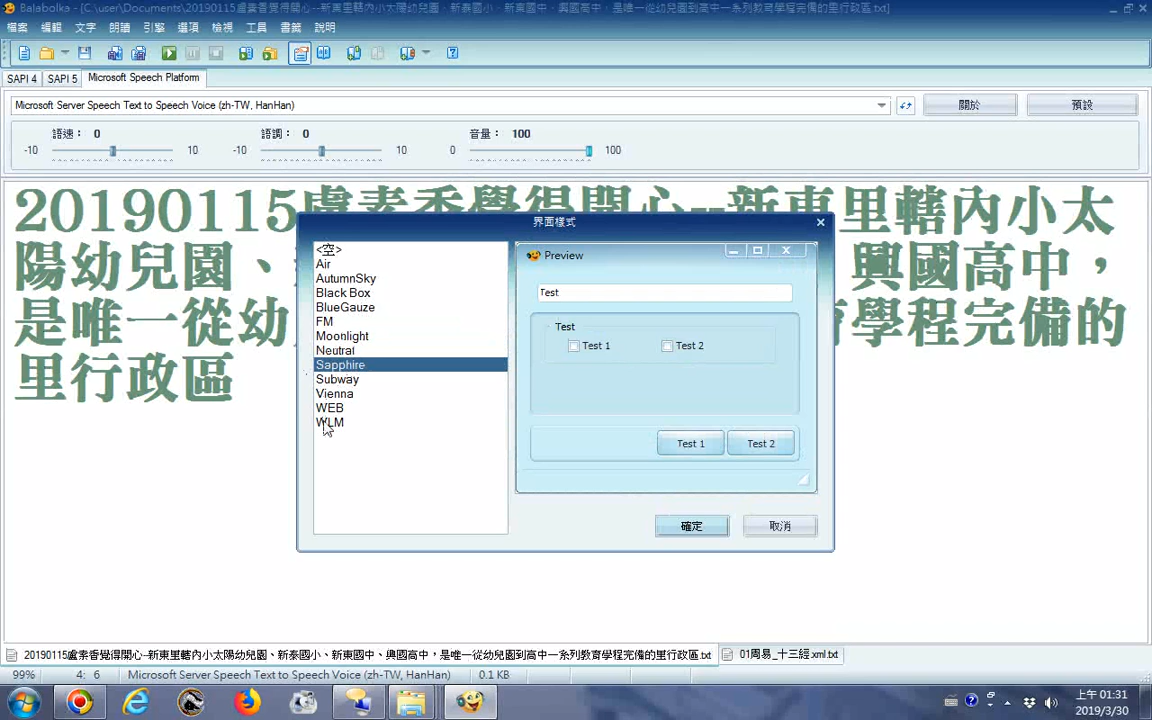 Balabolka - [C:\user\Documents\20190115盧素香覺得開心--新東里轄內小太陽幼兒園、新泰國小、新東國中、興國高中，是唯一從幼兒園到高中一系列教育學程完備的里行政區.txt]
檔案 編輯 文字 朗讀 引擎 選項 檢視 工具 書籤 說明
SAPI 4 SAPI 5 Microsoft Speech Platform
Microsoft Server Speech Text to Speech Voice (zh-TW, HanHan)
關於 預設
語速： 0 語調： 0 音量： 100
-10 10 -10 10 0 100
20190115盧素香覺得開心--新東里轄內小太
陽幼兒園、 興國高中，
是唯一從幼 育學程完備的
里行政區
界面樣式
<空>
Air
AutumnSky
Black Box
BlueGauze
FM
Moonlight
Neutral
Sapphire
Subway
Vienna
WEB
WLM
Preview
Test
Test
Test 1 Test 2
Test 1 Test 2
確定 取消
20190115盧素香覺得開心--新東里轄內小太陽幼兒園、新泰國小、新東國中、興國高中，是唯一從幼兒園到高中一系列教育學程完備的里行政區.txt 01周易_十三經.xml.txt
99% 4: 6 Microsoft Server Speech Text to Speech Voice (zh-TW, HanHan) 0.1 KB
上午 01:31
2019/3/30